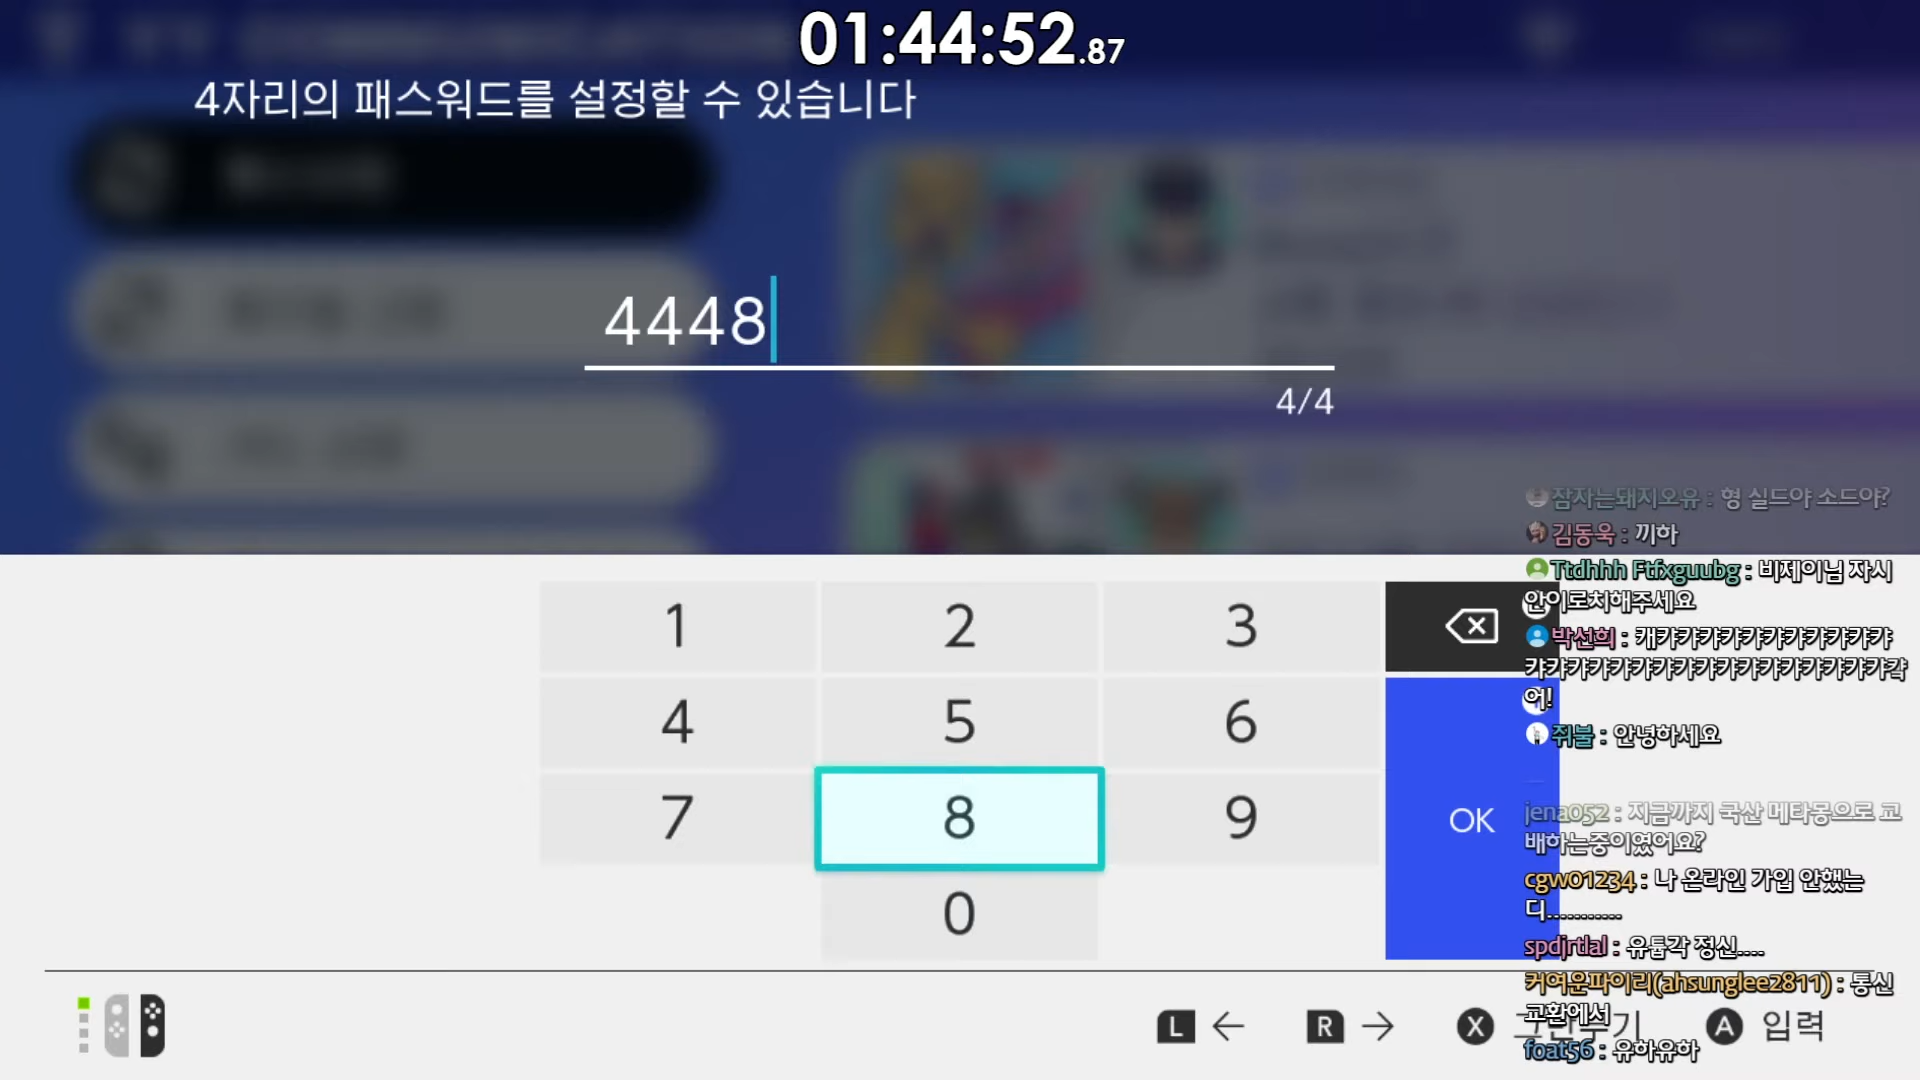 01:44:52.87
4자리의 패스워드를 설정할 수 있습니다
4448
4/4
1 2 3
4 5 6
7 8 9 OK
0
잠자는돼지오유 : 형 실드야 소드야?
김동욱 : 끼하
Ttdhhh Ftfxguubg : 비제이님 자시
안이로치해주세요
박선희 : 캐캬캬캬캬캬캬캬캬캬캬캬
캬캬캬캬캬캬캬캬캬캬캬캬캬캬캬캬캬캭
어!
쥐불 : 안녕하세요
jena052 : 지금까지 국산 메타몽으로 교
배하는중이였어요?
cgw01234 : 나 온라인 가입 안했는
디...........
spdjrtlal : 유튭각 정신....
커여운파이리(ahsunglee2811) : 통신
교환에서
foat56 : 유하유하
L ← R → X 그만두기 A 입력